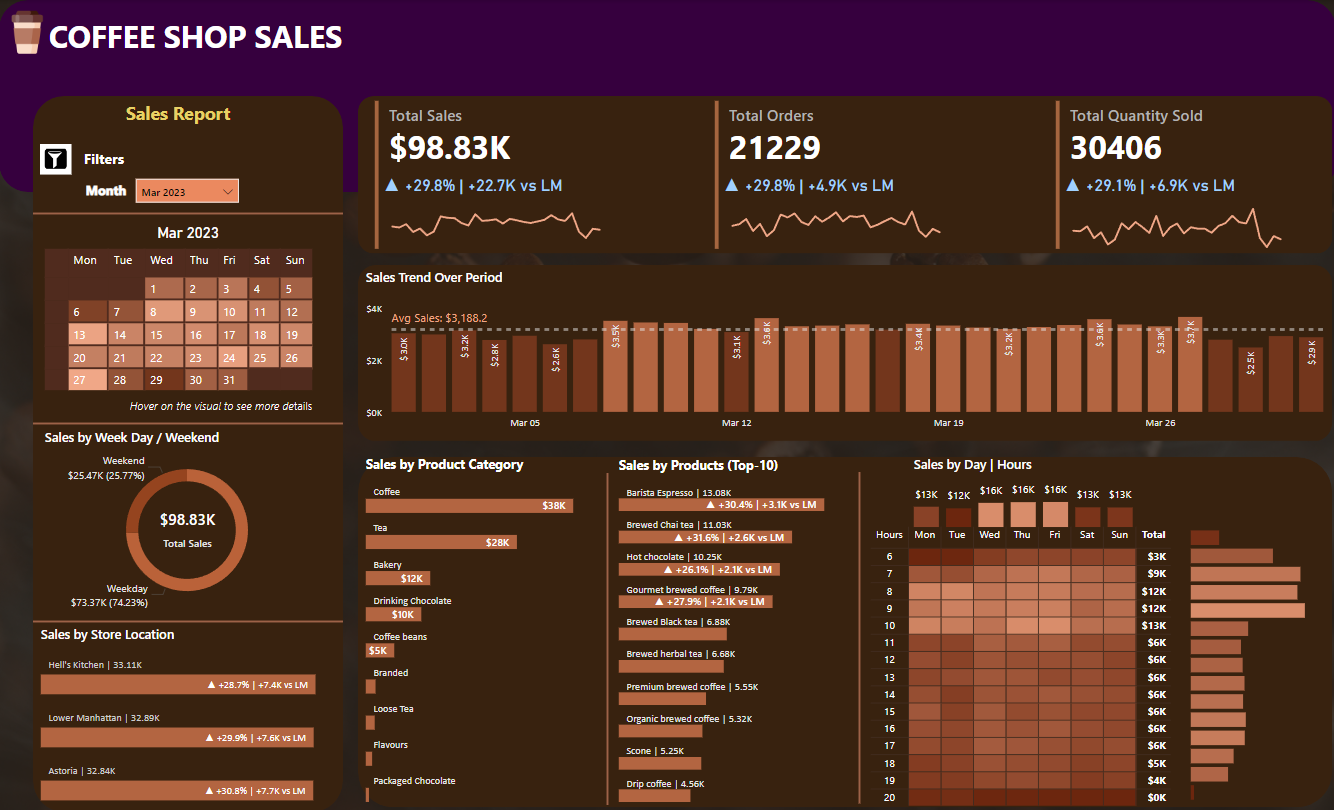 COFFEE SHOP SALES
Sales Report
Filters
Month Mar 2023
Mar 2023
Mon Tue Wed Thu Fri Sat Sun
1 2 3 4 5
6 7 8 9 10 11 12
13 14 15 16 17 18 19
20 21 22 23 24 25 26
27 28 29 30 31
Hover on the visual to see more details
Sales by Week Day / Weekend
Weekend
$25.47K (25.77%)
$98.83K
Total Sales
Weekday
$73.37K (74.23%)
Sales by Store Location
Hell's Kitchen | 33.11K
▲ +28.7% | +7.4K vs LM
Lower Manhattan | 32.89K
▲ +29.9% | +7.6K vs LM
Astoria | 32.84K
▲ +30.8% | +7.7K vs LM
Total Sales
$98.83K
▲ +29.8% | +22.7K vs LM
Total Orders
21229
▲ +29.8% | +4.9K vs LM
Total Quantity Sold
30406
▲ +29.1% | +6.9K vs LM
Sales Trend Over Period
$4K
$2K
$0K
Avg Sales: $3,188.2
$3.0K $3.2K $2.8K $2.6K $3.5K $3.1K $3.6K $3.4K $3.2K $3.6K $3.3K $3.7K $2.5K $2.9K
Mar 05 Mar 12 Mar 19 Mar 26
Sales by Product Category
Coffee
$38K
Tea
$28K
Bakery
$12K
Drinking Chocolate
$10K
Coffee beans
$5K
Branded
Loose Tea
Flavours
Packaged Chocolate
Sales by Products (Top-10)
Barista Espresso | 13.08K
▲ +30.4% | +3.1K vs LM
Brewed Chai tea | 11.03K
▲ +31.6% | +2.6K vs LM
Hot chocolate | 10.25K
▲ +26.1% | +2.1K vs LM
Gourmet brewed coffee | 9.79K
▲ +27.9% | +2.1K vs LM
Brewed Black tea | 6.88K
Brewed herbal tea | 6.68K
Premium brewed coffee | 5.55K
Organic brewed coffee | 5.32K
Scone | 5.25K
Drip coffee | 4.56K
Sales by Day | Hours
$13K $12K $16K $16K $16K $13K $13K
Hours Mon Tue Wed Thu Fri Sat Sun Total
6 $3K
7 $9K
8 $12K
9 $12K
10 $13K
11 $6K
12 $6K
13 $6K
14 $6K
15 $6K
16 $6K
17 $6K
18 $5K
19 $4K
20 $0K